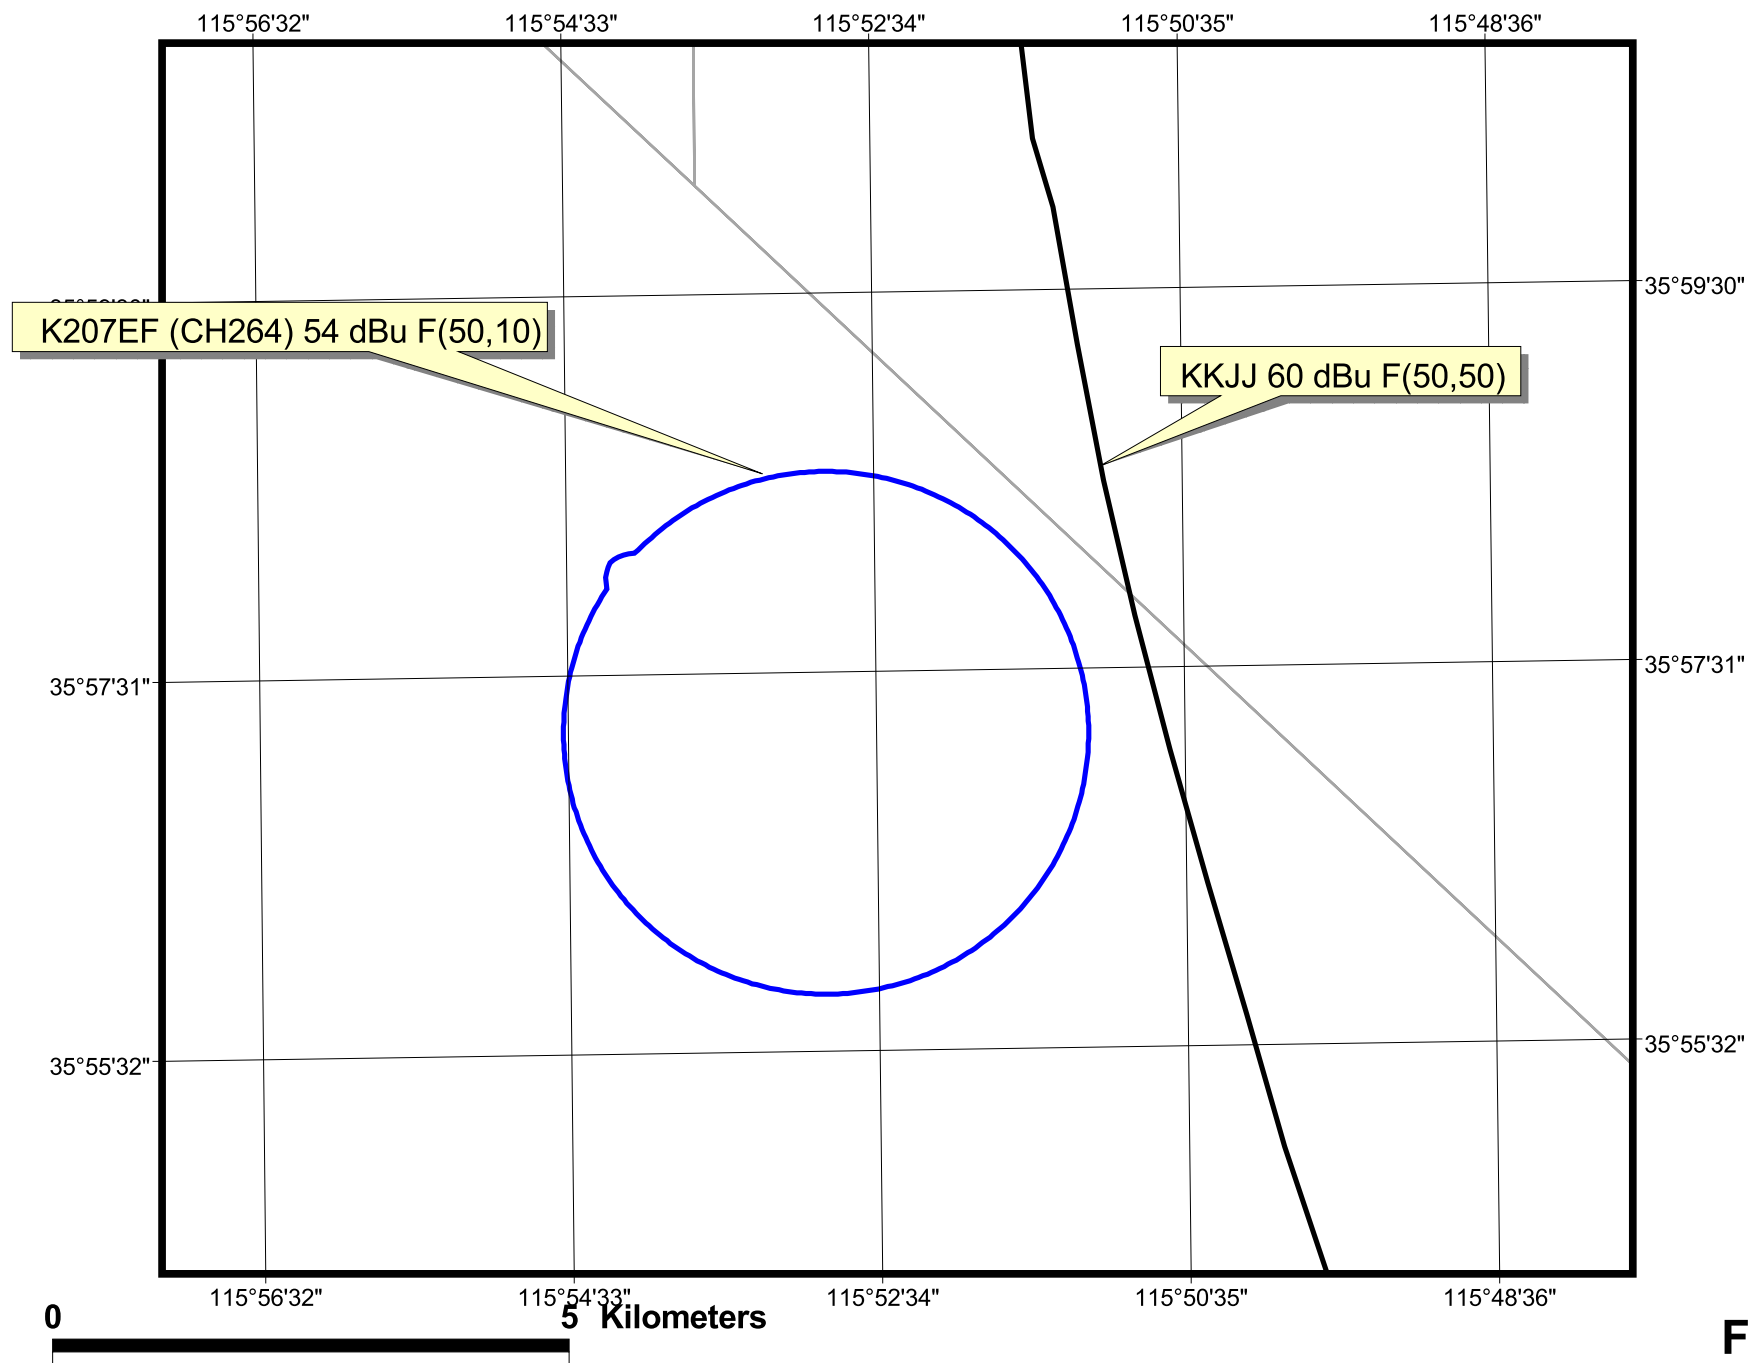 115°56'32" 115°54'33" 115°52'34" 115°50'35" 115°48'36"
35°59'30"
K207EF (CH264) 54 dBu F(50,10)
KKJJ 60 dBu F(50,50)
35°57'31" 35°57'31"
35°55'32" 35°55'32"
115°56'32" 115°54'33" 115°52'34" 115°50'35" 115°48'36"
0 5 Kilometers
F